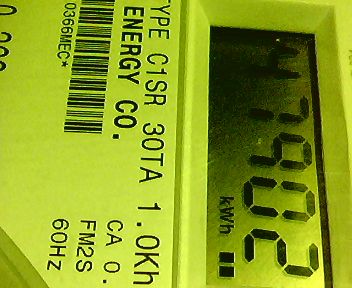 47902
kWh
TYPE C1SR 30TA 1.0Kh
ENERGY CO.
CA 0.
FM2S
60Hz
0366MEC*